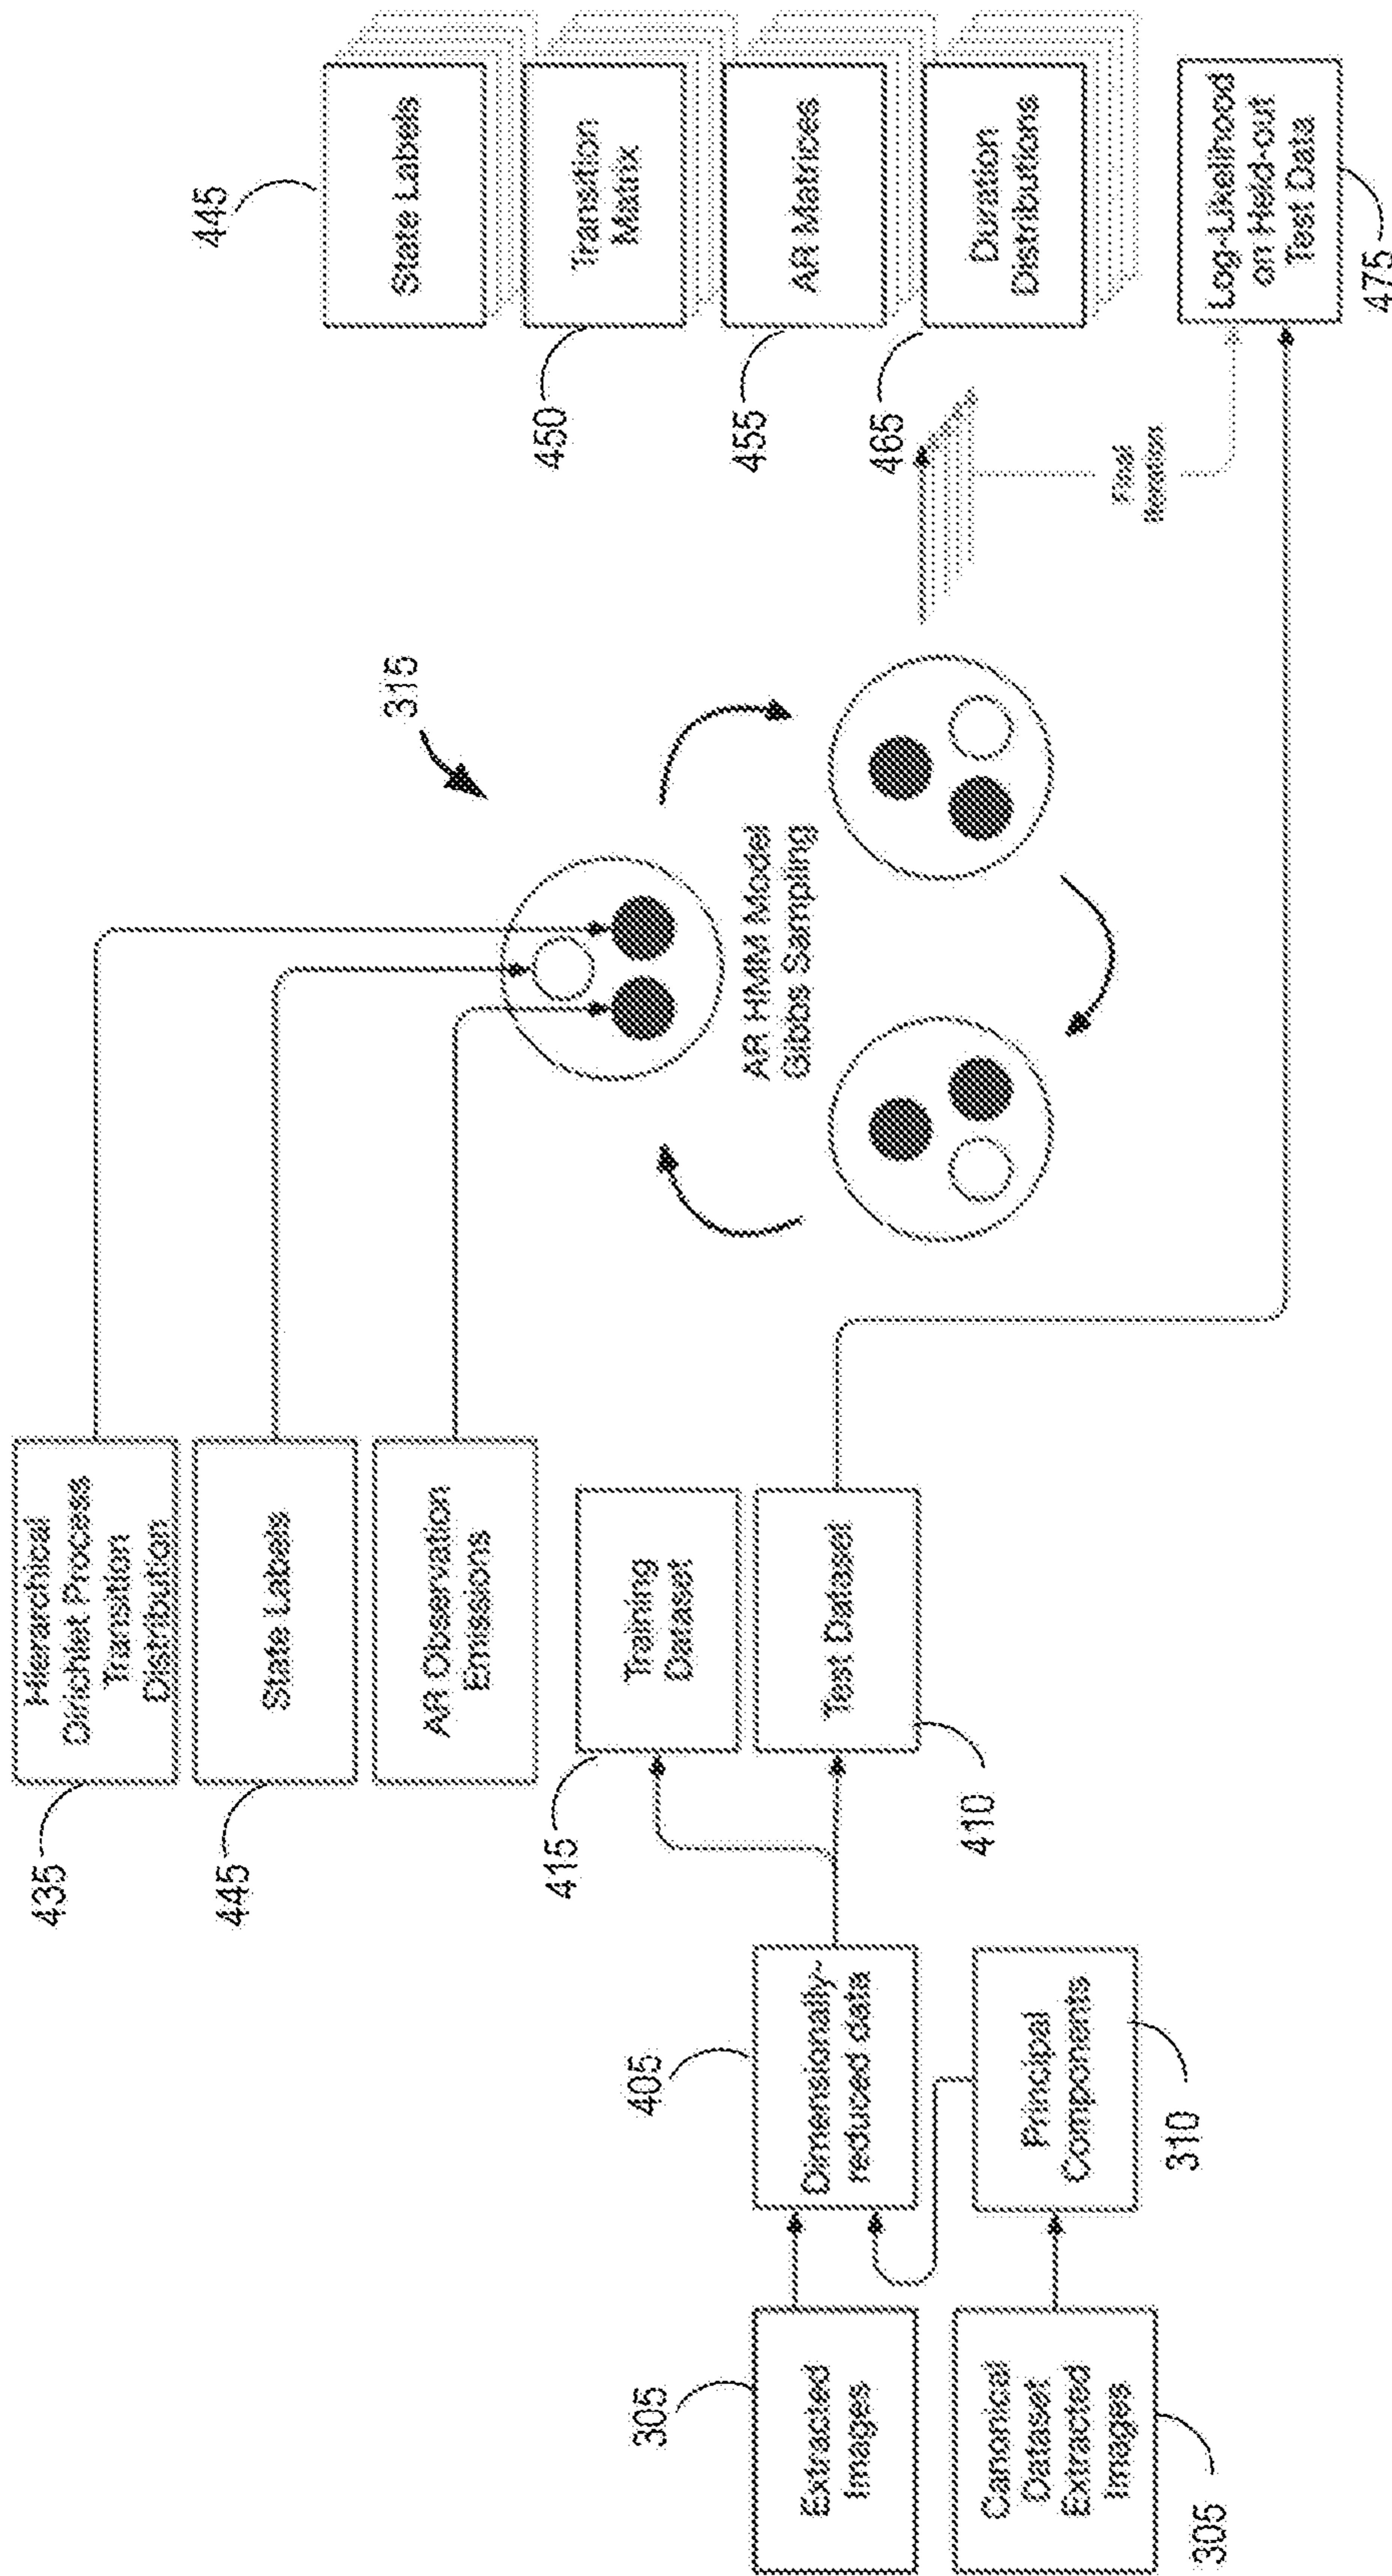 435
Hierarchical
Dirichlet Process
Transition
Distribution
445
State Labels
AR Observation
Emissions
415
Training
Dataset
Test Dataset
410
305
Extracted
Images
405
Dimensionally-
reduced data
Canonical
Dataset
Extracted
Images
305
Principal
Components
310
315
AR HMM Model
Gibbs Sampling
445
State Labels
450
Transition
Matrix
455
AR Matrices
465
Duration
Distributions
Final
Iteration
Log-Likelihood
on Held-out
Test Data
475